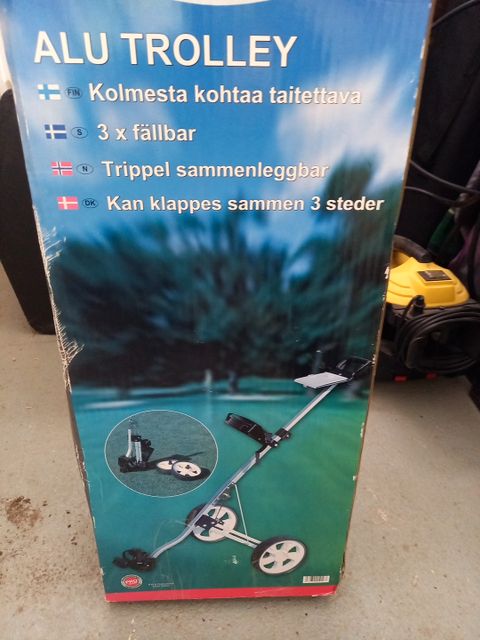 ALU TROLLEY
FIN Kolmesta kohtaa taitettava
S 3 x fällbar
N Trippel sammenleggbar
DK Kan klappes sammen 3 steder